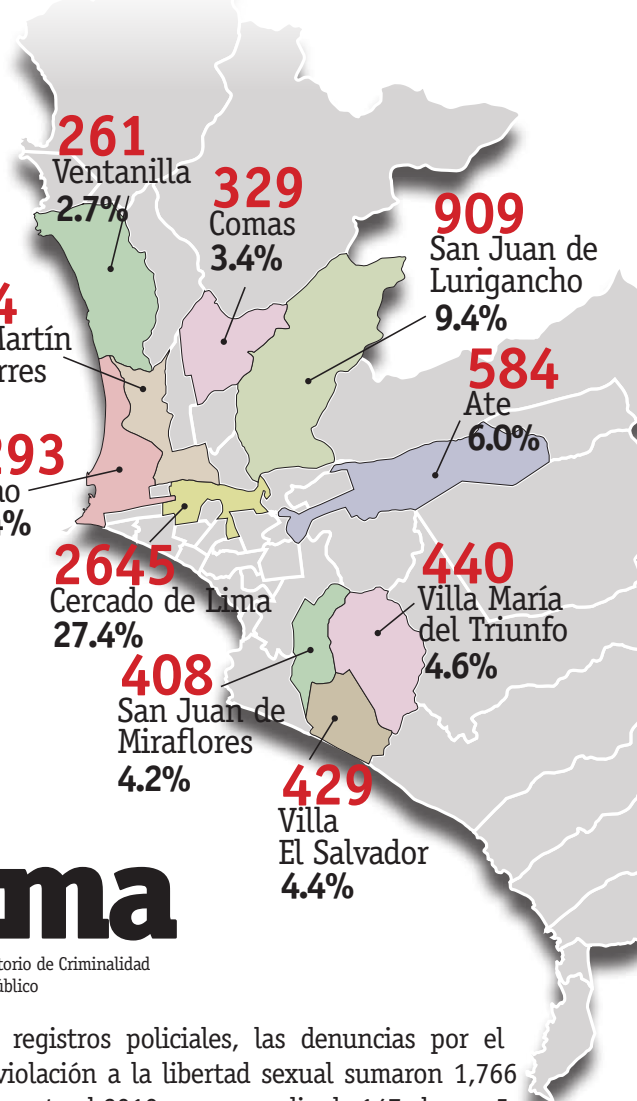 261
Ventanilla
2.7%
329
Comas
3.4%
909
San Juan de
Lurigancho
9.4%
4
artín
rres
584
Ate
6.0%
293
o
%
2645
Cercado de Lima
27.4%
440
Villa María
del Triunfo
4.6%
408
San Juan de
Miraflores
4.2%
429
Villa
El Salvador
4.4%
ma
torio de Criminalidad
úblico
registros policiales, las denuncias por el
violación a la libertad sexual sumaron 1,766